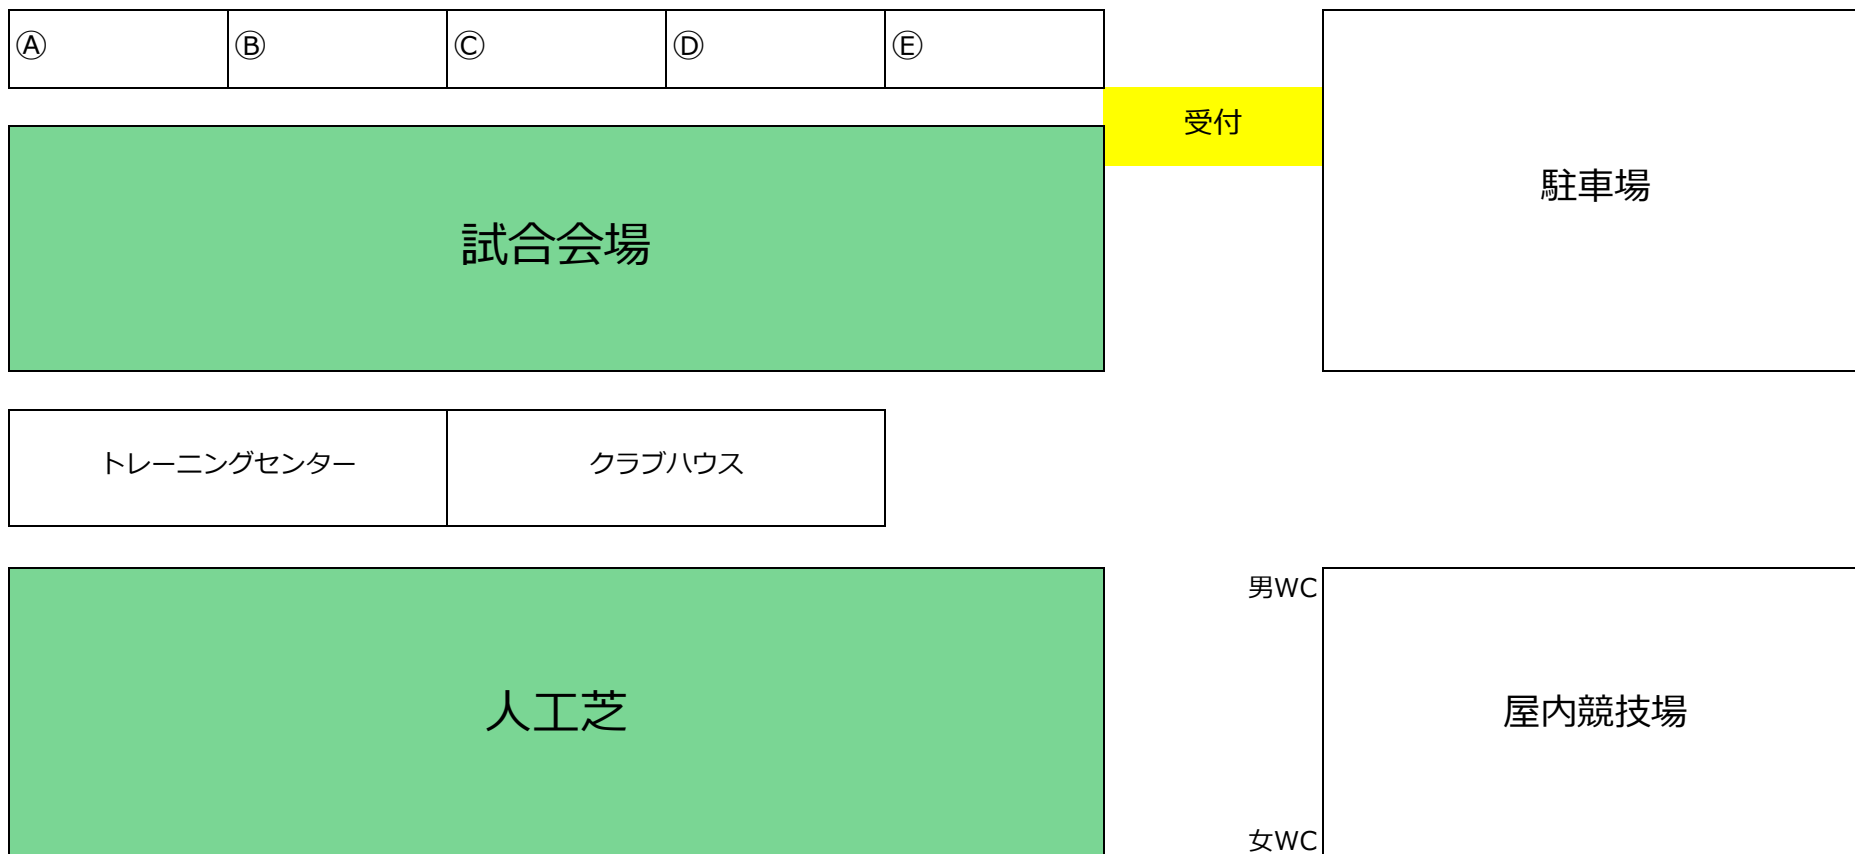 Ⓐ
Ⓑ
Ⓒ
Ⓓ
Ⓔ
受付
駐車場
試合会場
トレーニングセンター
クラブハウス
男WC
人工芝
屋内競技場
女WC